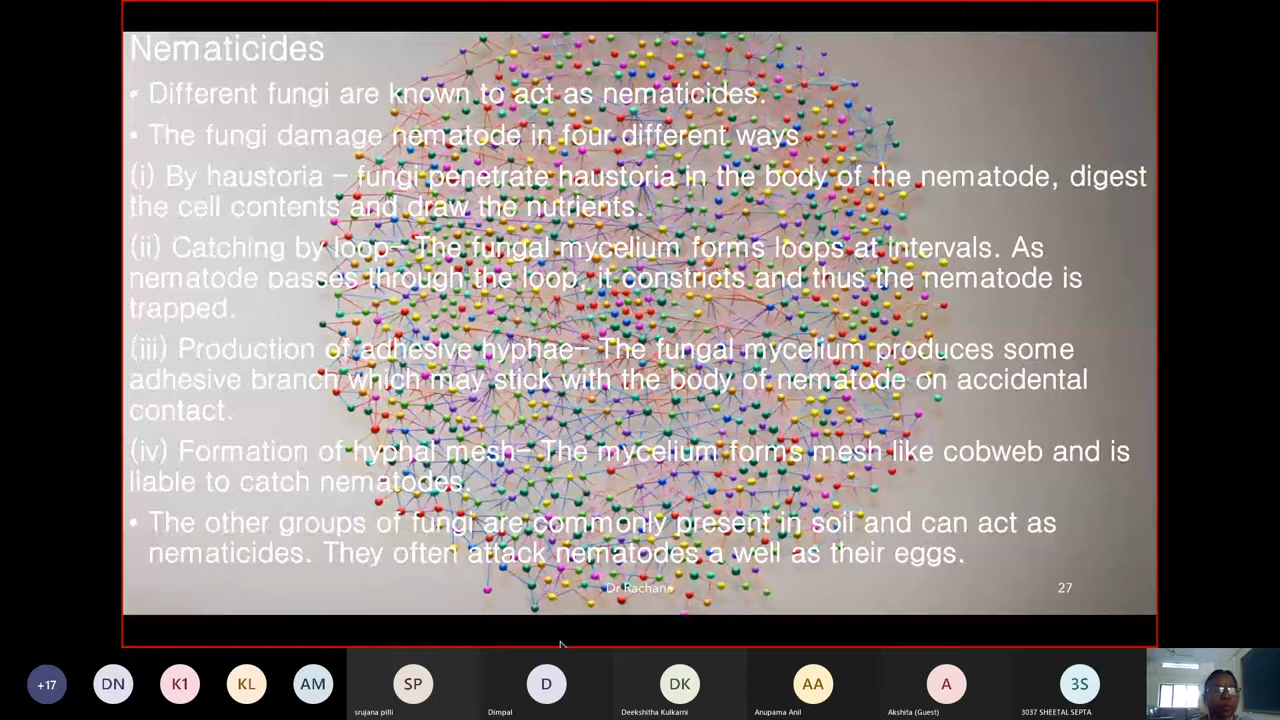 Nematicides
• Different fungi are known to act as nematicides.
• The fungi damage nematode in four different ways
(i) By haustoria – fungi penetrate haustoria in the body of the nematode, digest
the cell contents and draw the nutrients.
(ii) Catching by loop– The fungal mycelium forms loops at intervals. As
nematode passes through the loop, it constricts and thus the nematode is
trapped.
(iii) Production of adhesive hyphae– The fungal mycelium produces some
adhesive branch which may stick with the body of nematode on accidental
contact.
(iv) Formation of hyphal mesh– The mycelium forms mesh like cobweb and is
liable to catch nematodes.
• The other groups of fungi are commonly present in soil and can act as
nematicides. They often attack nematodes a well as their eggs.
Dr Rachana 27
+17 DN K1 KL AM SP D DK AA A 3S
srujana pilli Dimpal Deekshitha Kulkarni Anupama Anil Akshita (Guest) 3037 SHEETAL SEPTA